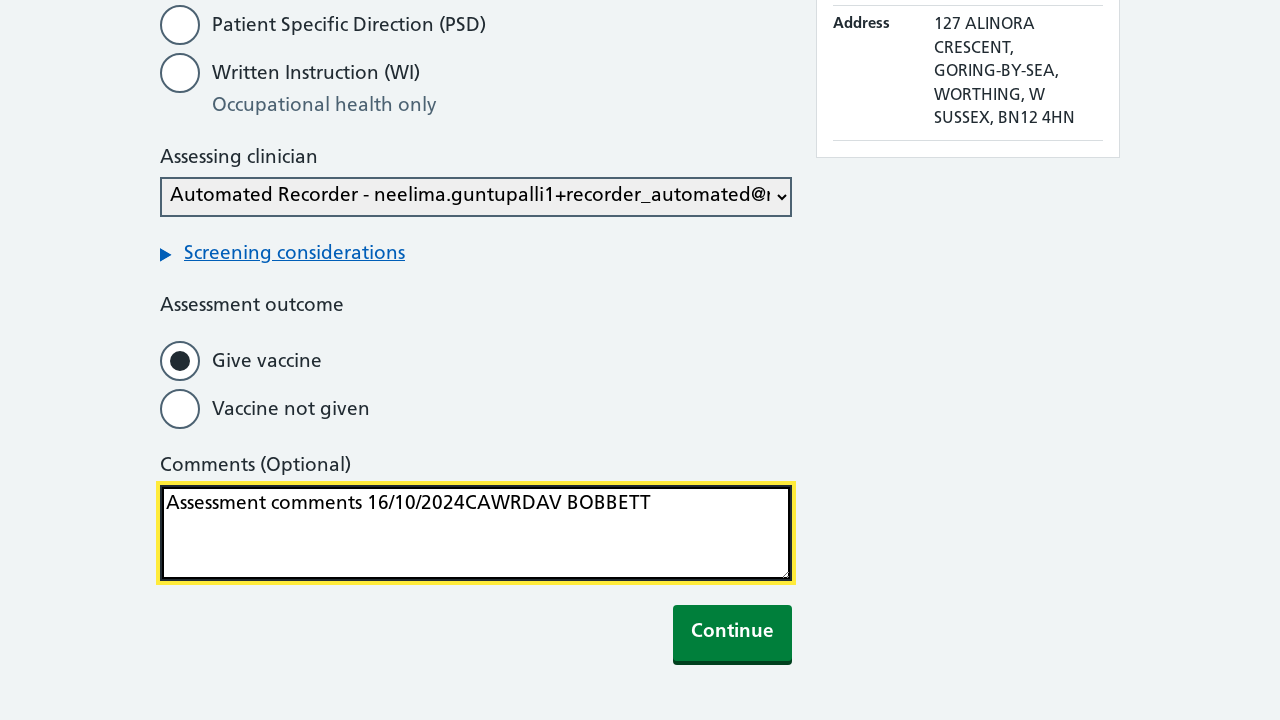 Patient Specific Direction (PSD)
Written Instruction (WI)
Occupational health only
Assessing clinician
Automated Recorder - neelima.guntupalli1+recorder_automated@
Screening considerations
Assessment outcome
Give vaccine
Vaccine not given
Comments (Optional)
Assessment comments 16/10/2024CAWRDAV BOBBETT
Continue
Address
127 ALINORA
CRESCENT,
GORING-BY-SEA,
WORTHING, W
SUSSEX, BN12 4HN